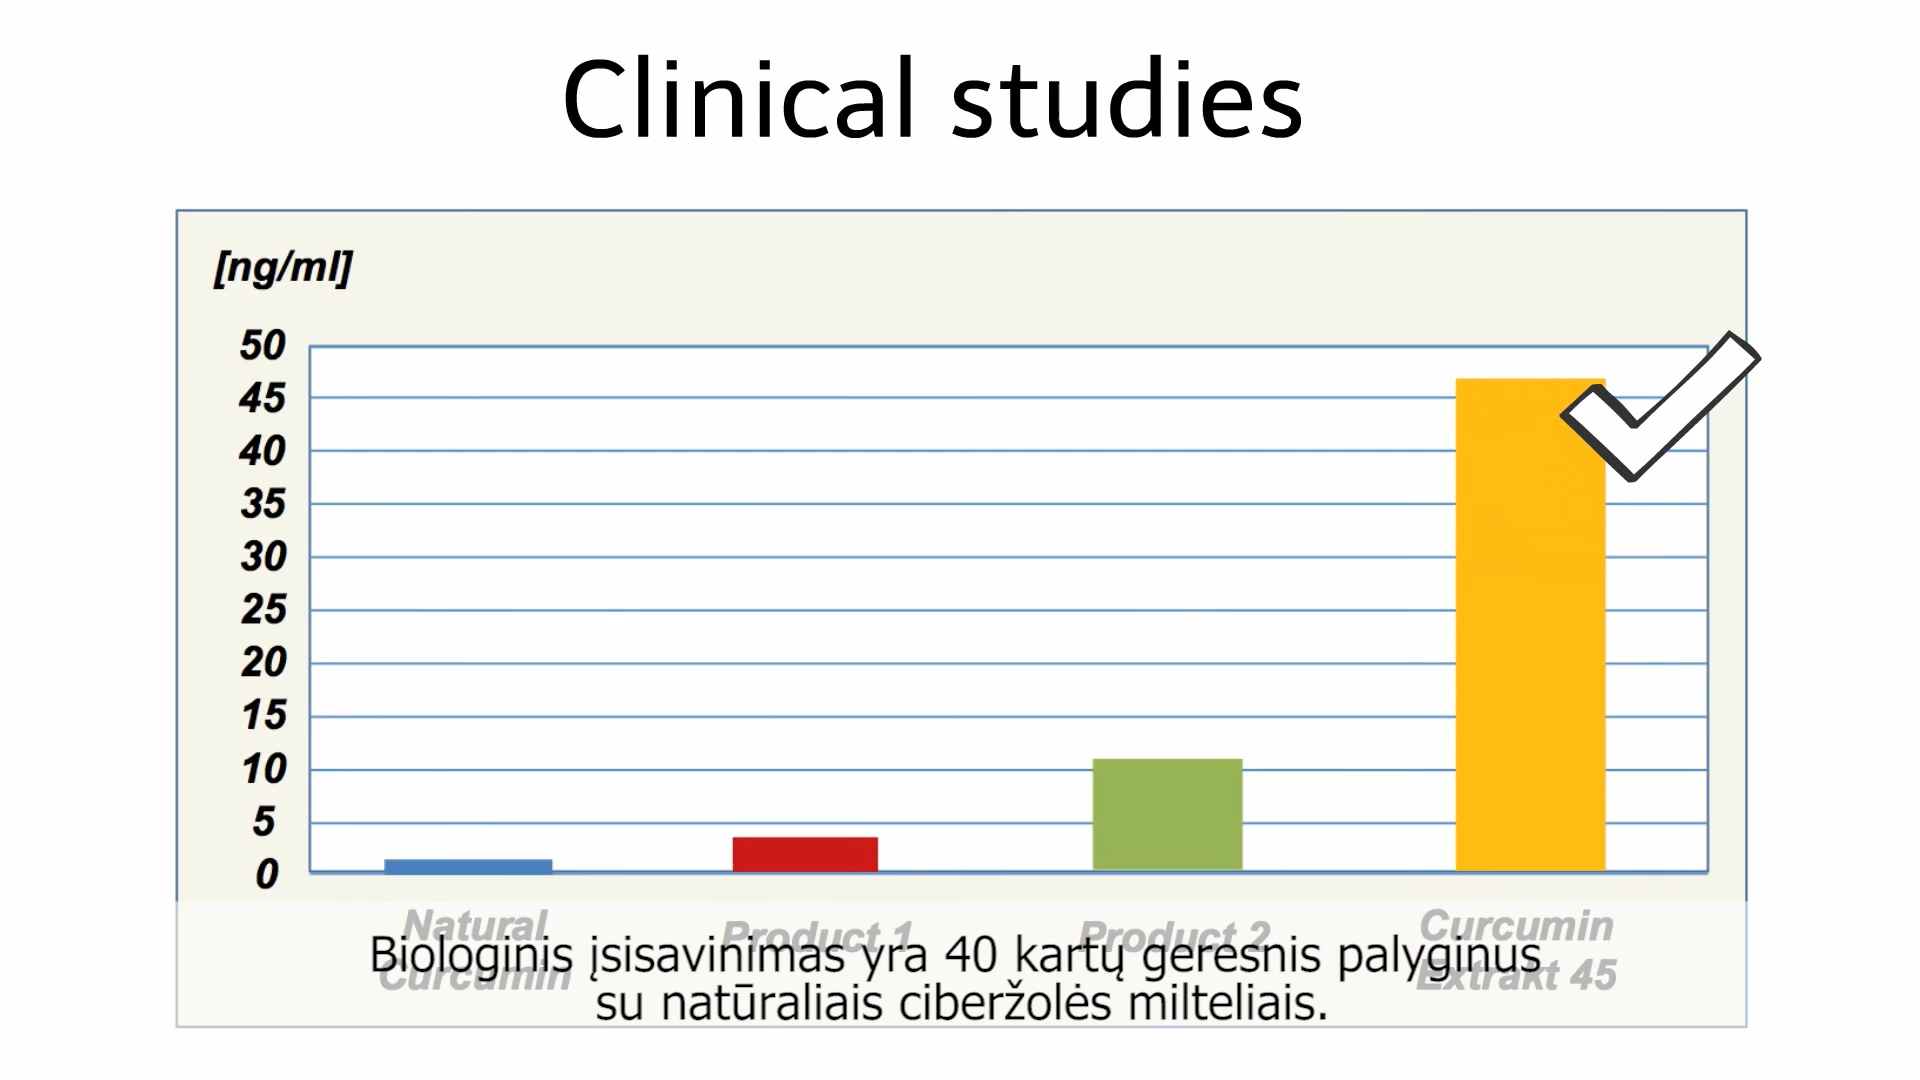 Clinical studies
[ng/ml]
50
45
40
35
30
25
20
15
10
5
0
Natural
Curcumin
Product 1
Product 2
Curcumin
Extrakt 45
Biologinis įsisavinimas yra 40 kartų geresnis palyginus
su natūraliais ciberžolės milteliais.